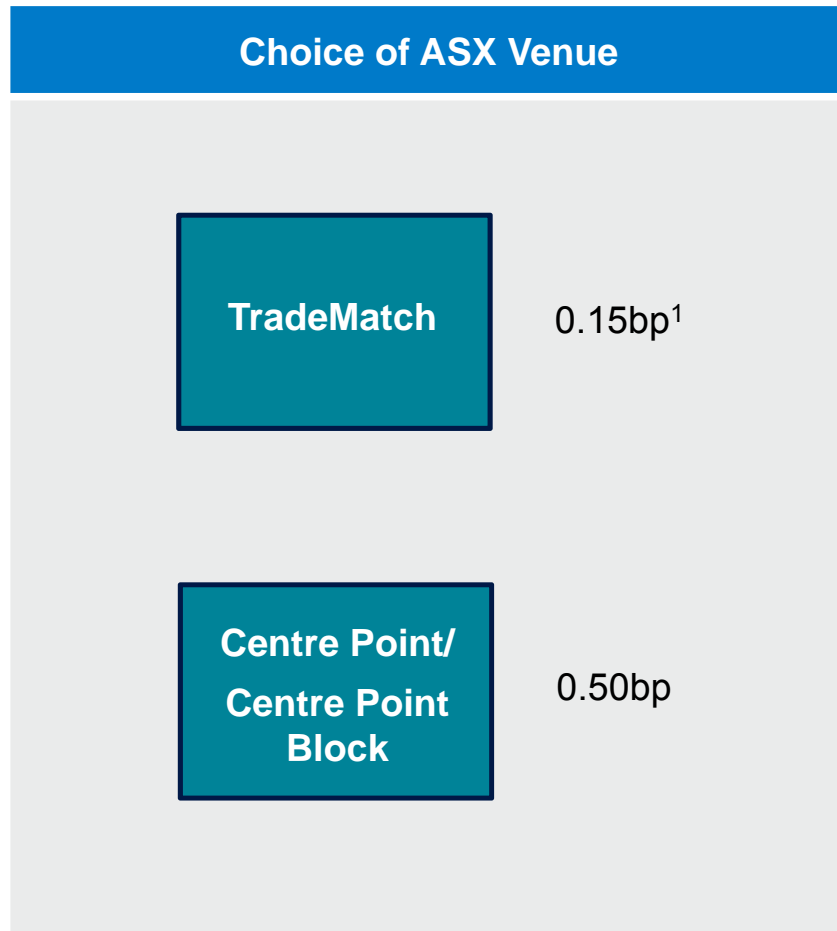 Choice of ASX Venue
TradeMatch
0.15bp¹
Centre Point/
Centre Point
Block
0.50bp